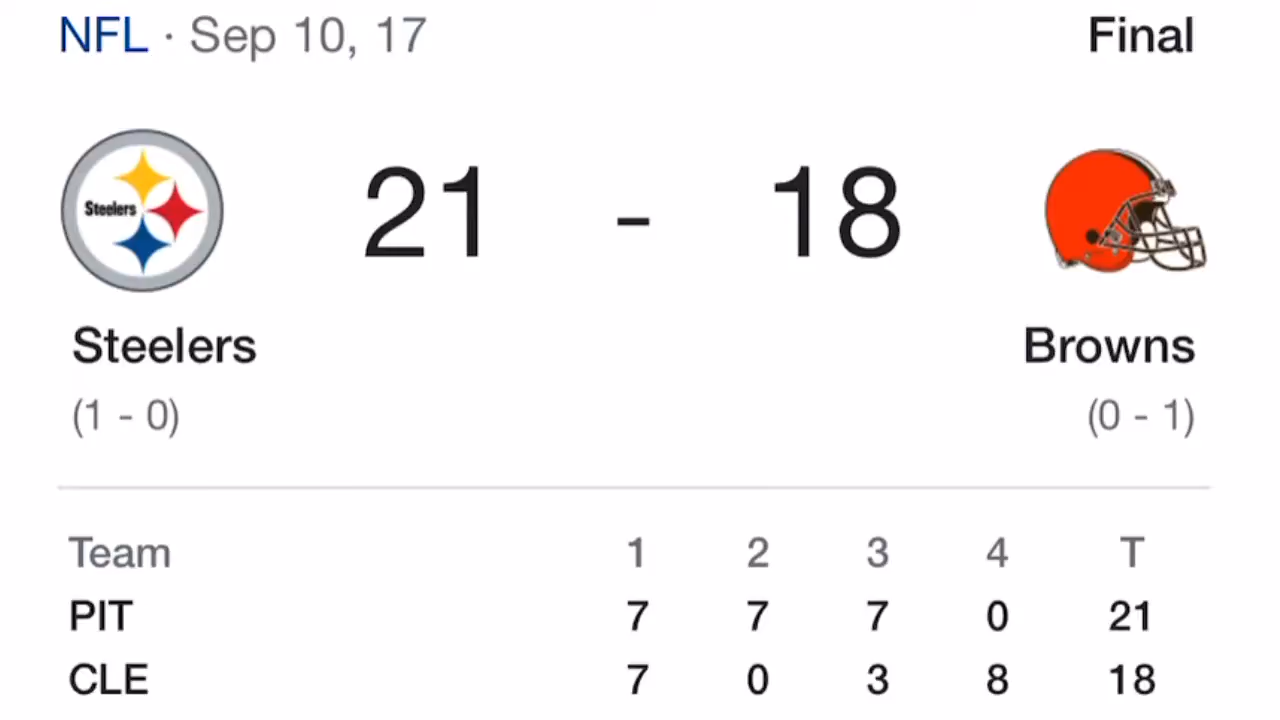 NFL · Sep 10, 17 Final
Steelers
21 - 18
Steelers Browns
(1 - 0) (0 - 1)
Team 1 2 3 4 T
PIT 7 7 7 0 21
CLE 7 0 3 8 18